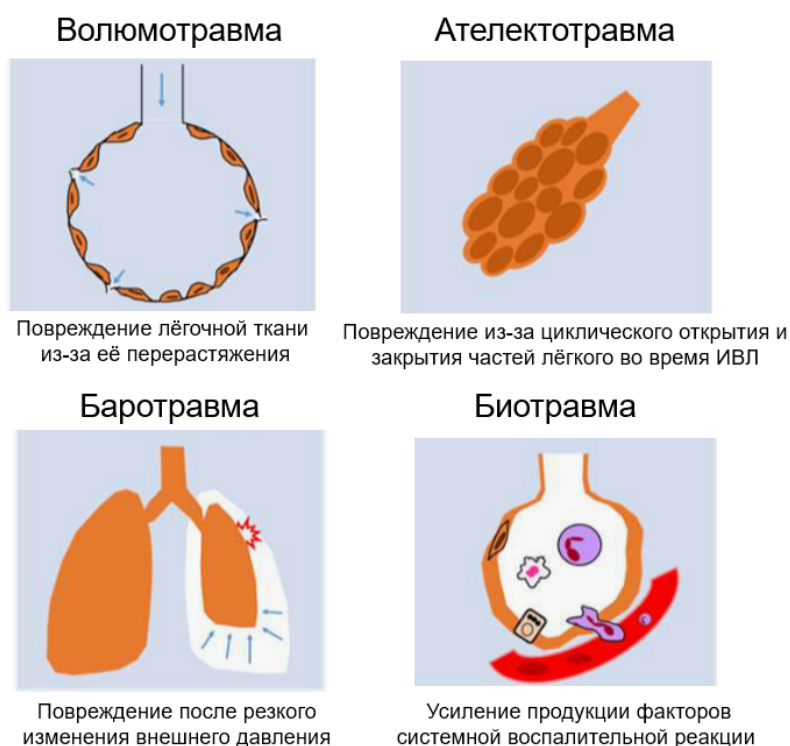 Волюмотравма
Ателектотравма
Повреждение лёгочной ткани
из-за её перерастяжения
Повреждение из-за циклического открытия и
закрытия частей лёгкого во время ИВЛ
Баротравма
Биотравма
Повреждение после резкого
изменения внешнего давления
Усиление продукции факторов
системной воспалительной реакции